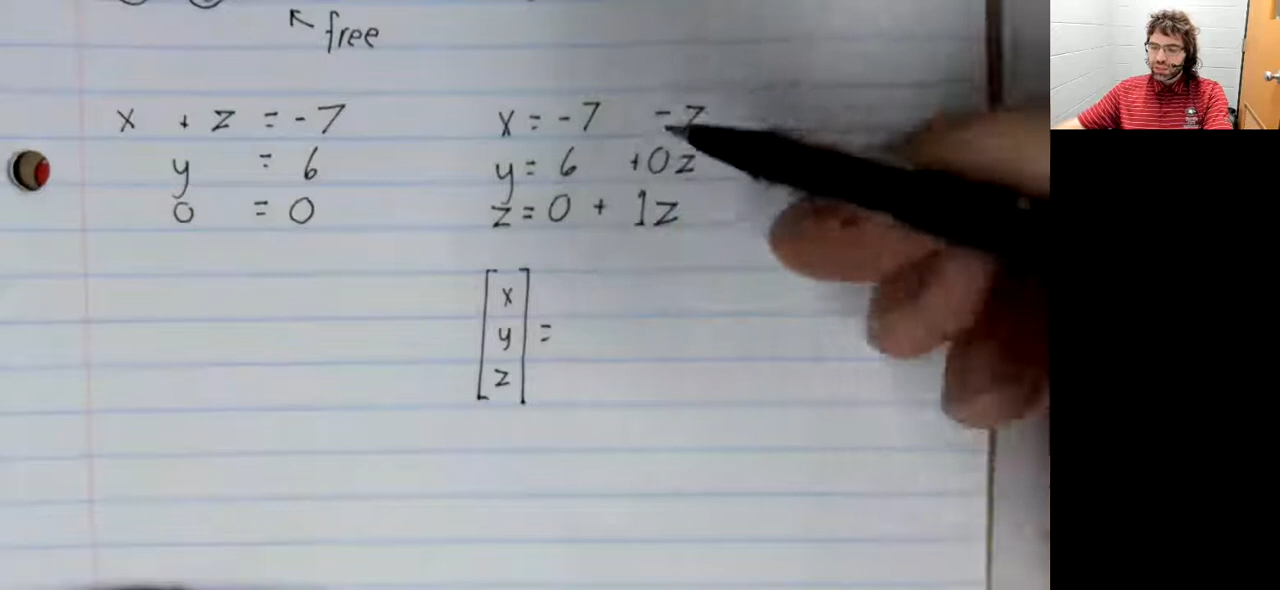 free
x + z = -7
y = 6
0 = 0
x = -7 -z
y = 6 +0z
z = 0 + 1z
[x
y
z] =